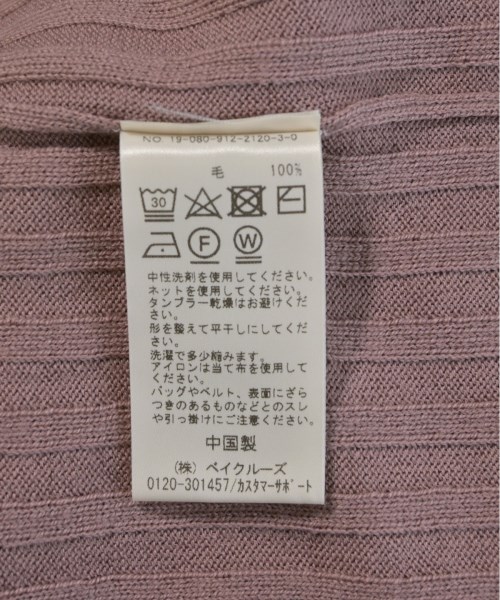 NO. 19-080-912-2120-3-0
毛 100%
30
F W
中性洗剤を使用してください。
ネットを使用してください。
タンブラー乾燥はお避けくださ
い。
形を整えて平干しにしてくださ
い。
洗濯で多少縮みます。
アイロンは当て布を使用して
ください。
バッグやベルト、表面にざら
つきのあるものなどとのスレ
や引っ掛けにご注意ください。
中国製
(株) ベイクルーズ
0120-301457/カスタマーサポート